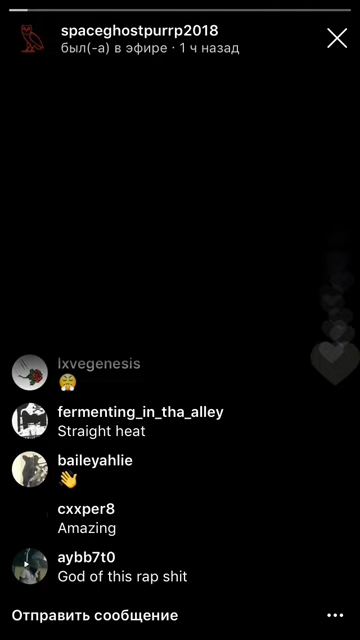 spaceghostpurrp2018
был(-а) в эфире · 1 ч назад
lxvegenesis
😤
fermenting_in_tha_alley
Straight heat
baileyahlie
👋
cxxper8
Amazing
aybb7t0
God of this rap shit
Отправить сообщение